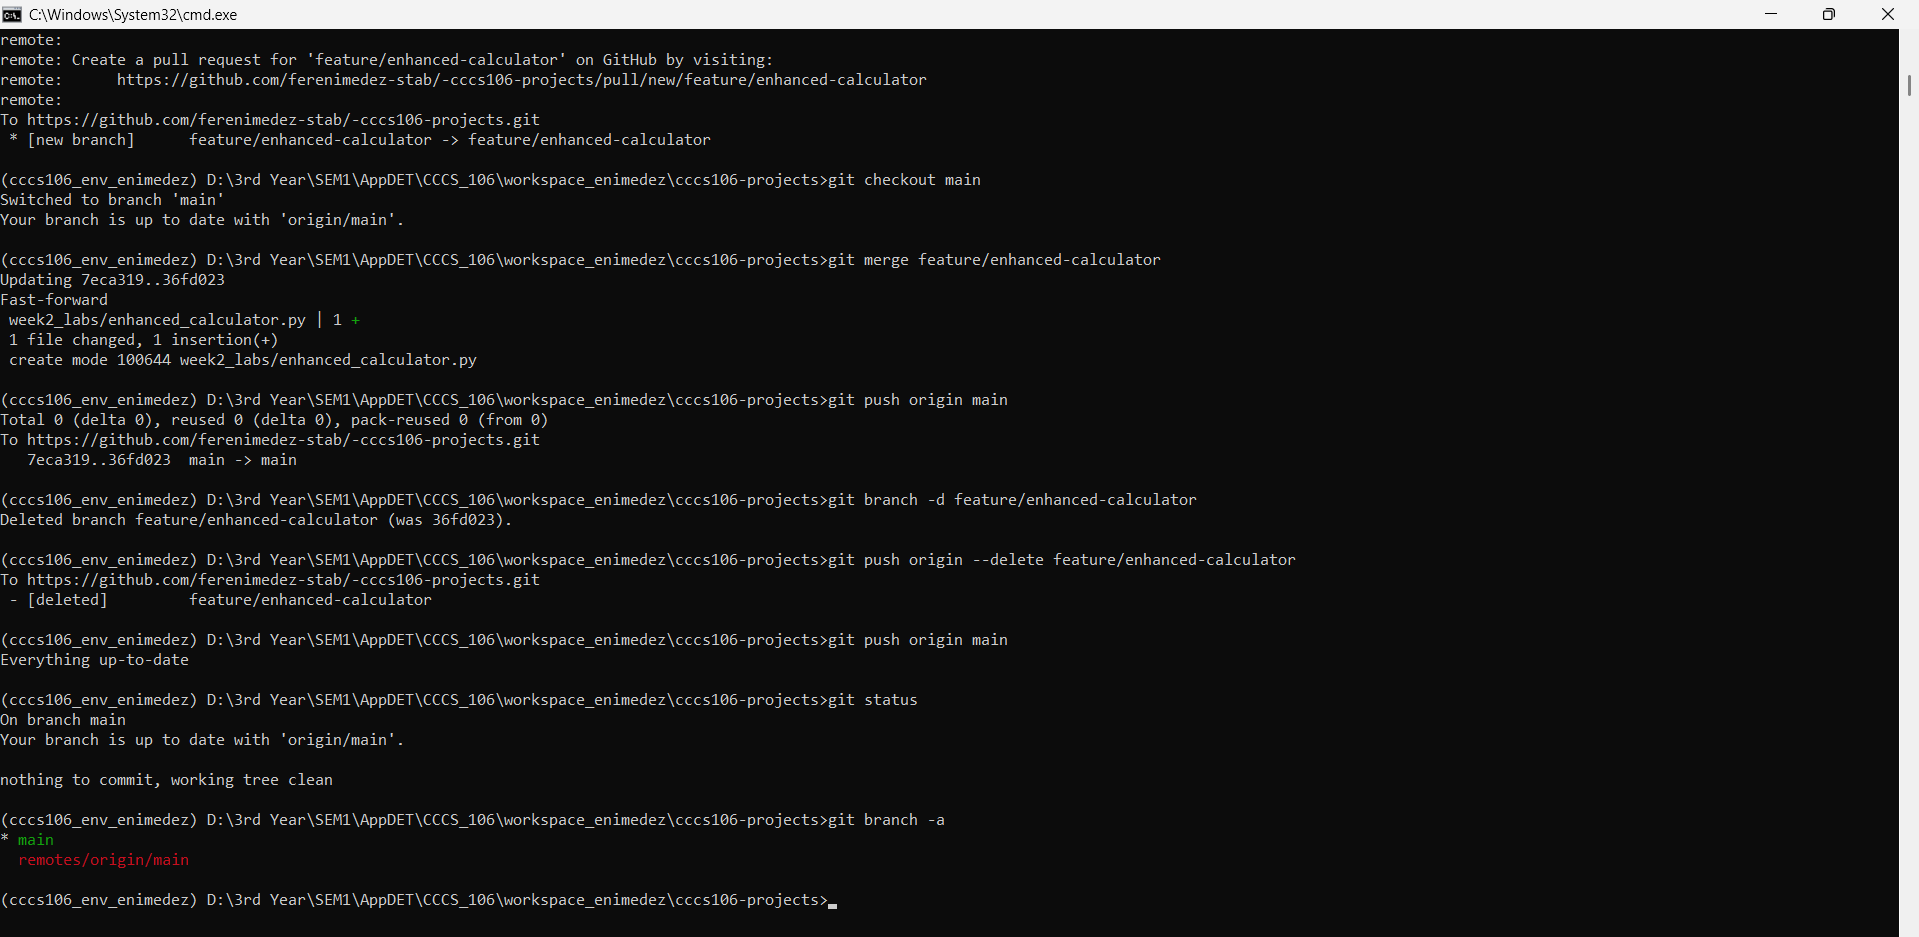 C:\Windows\System32\cmd.exe
remote:
remote: Create a pull request for 'feature/enhanced-calculator' on GitHub by visiting:
remote:      https://github.com/ferenimedez-stab/-cccs106-projects/pull/new/feature/enhanced-calculator
remote:
To https://github.com/ferenimedez-stab/-cccs106-projects.git
 * [new branch]      feature/enhanced-calculator -> feature/enhanced-calculator
(cccs106_env_enimedez) D:\3rd Year\SEM1\AppDET\CCCS_106\workspace_enimedez\cccs106-projects>git checkout main
Switched to branch 'main'
Your branch is up to date with 'origin/main'.
(cccs106_env_enimedez) D:\3rd Year\SEM1\AppDET\CCCS_106\workspace_enimedez\cccs106-projects>git merge feature/enhanced-calculator
Updating 7eca319..36fd023
Fast-forward
 week2_labs/enhanced_calculator.py | 1 +
 1 file changed, 1 insertion(+)
 create mode 100644 week2_labs/enhanced_calculator.py
(cccs106_env_enimedez) D:\3rd Year\SEM1\AppDET\CCCS_106\workspace_enimedez\cccs106-projects>git push origin main
Total 0 (delta 0), reused 0 (delta 0), pack-reused 0 (from 0)
To https://github.com/ferenimedez-stab/-cccs106-projects.git
   7eca319..36fd023  main -> main
(cccs106_env_enimedez) D:\3rd Year\SEM1\AppDET\CCCS_106\workspace_enimedez\cccs106-projects>git branch -d feature/enhanced-calculator
Deleted branch feature/enhanced-calculator (was 36fd023).
(cccs106_env_enimedez) D:\3rd Year\SEM1\AppDET\CCCS_106\workspace_enimedez\cccs106-projects>git push origin --delete feature/enhanced-calculator
To https://github.com/ferenimedez-stab/-cccs106-projects.git
 - [deleted]         feature/enhanced-calculator
(cccs106_env_enimedez) D:\3rd Year\SEM1\AppDET\CCCS_106\workspace_enimedez\cccs106-projects>git push origin main
Everything up-to-date
(cccs106_env_enimedez) D:\3rd Year\SEM1\AppDET\CCCS_106\workspace_enimedez\cccs106-projects>git status
On branch main
Your branch is up to date with 'origin/main'.
nothing to commit, working tree clean
(cccs106_env_enimedez) D:\3rd Year\SEM1\AppDET\CCCS_106\workspace_enimedez\cccs106-projects>git branch -a
* main
  remotes/origin/main
(cccs106_env_enimedez) D:\3rd Year\SEM1\AppDET\CCCS_106\workspace_enimedez\cccs106-projects>